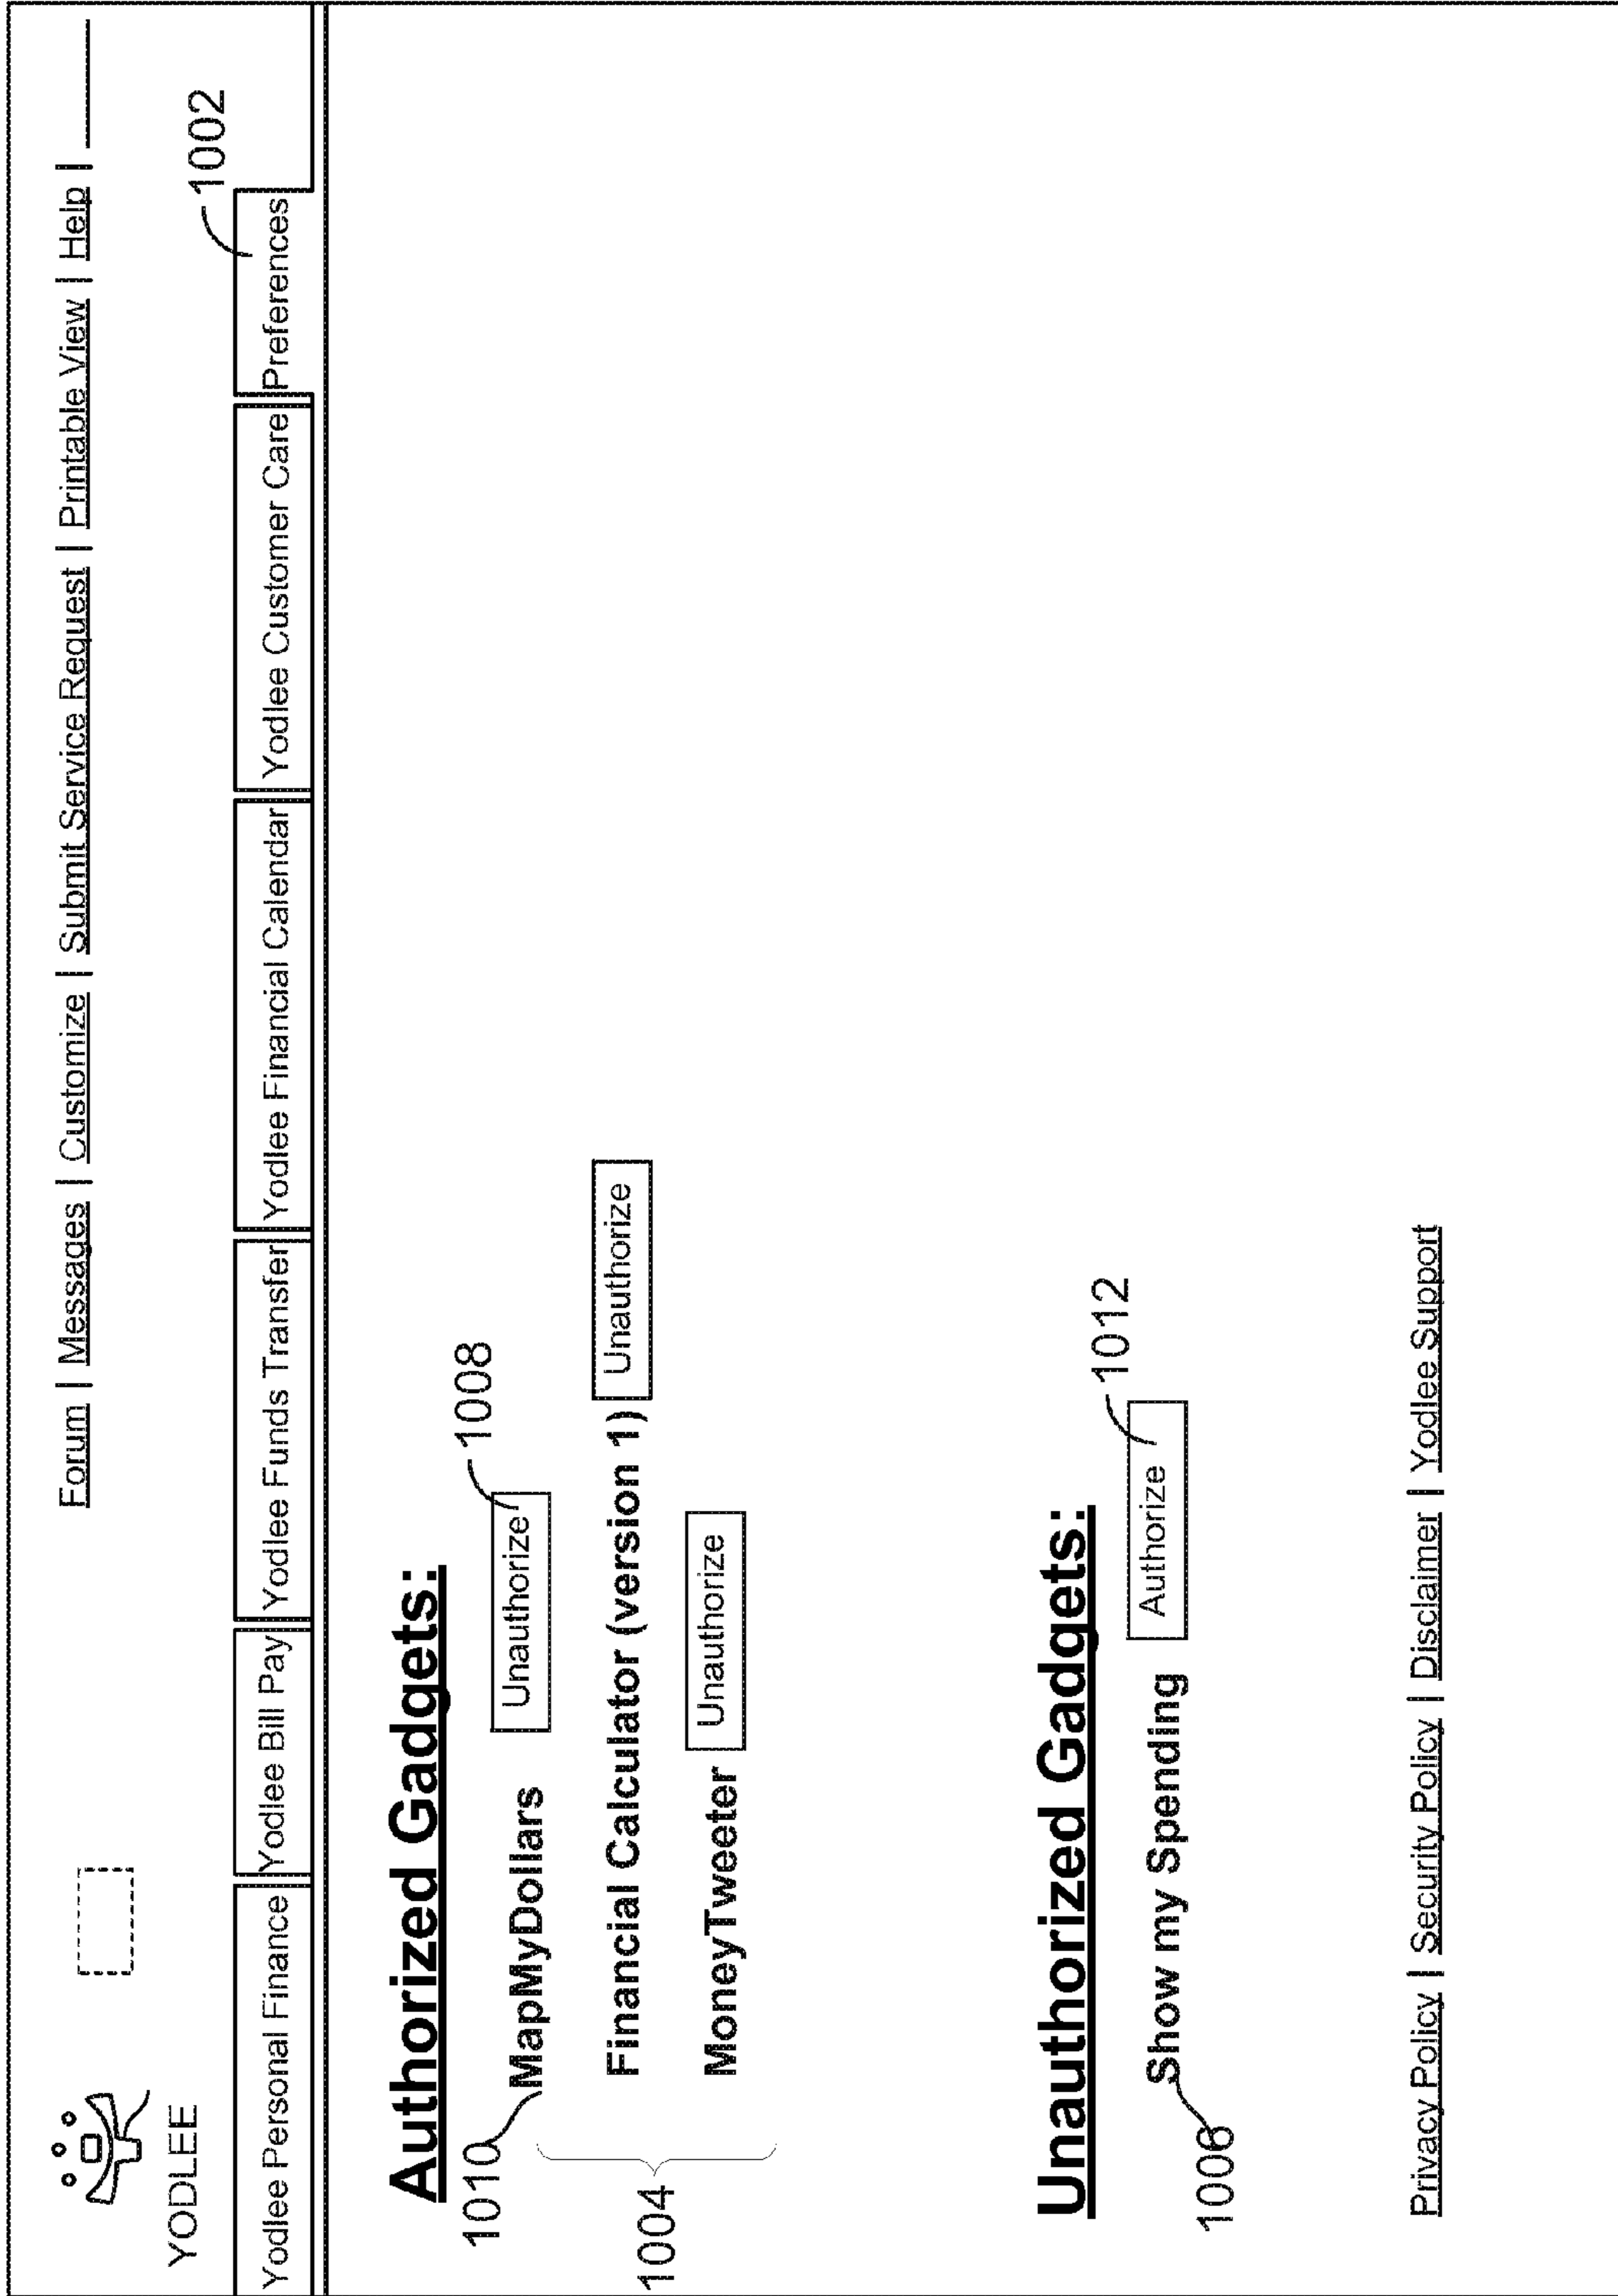 Forum | Messages | Customize | Submit Service Request | Printable View | Help |
YODLEE
1002
Yodlee Personal Finance Yodlee Bill Pay Yodlee Funds Transfer Yodlee Financial Calendar Yodlee Customer Care Preferences
Authorized Gadgets:
1010 1008
MapMyDollars Unauthorize
Financial Calculator (version 1) Unauthorize
1004
MoneyTweeter Unauthorize
Unauthorized Gadgets:
1012
Show my Spending Authorize
1006
Privacy Policy | Security Policy | Disclaimer | Yodlee Support